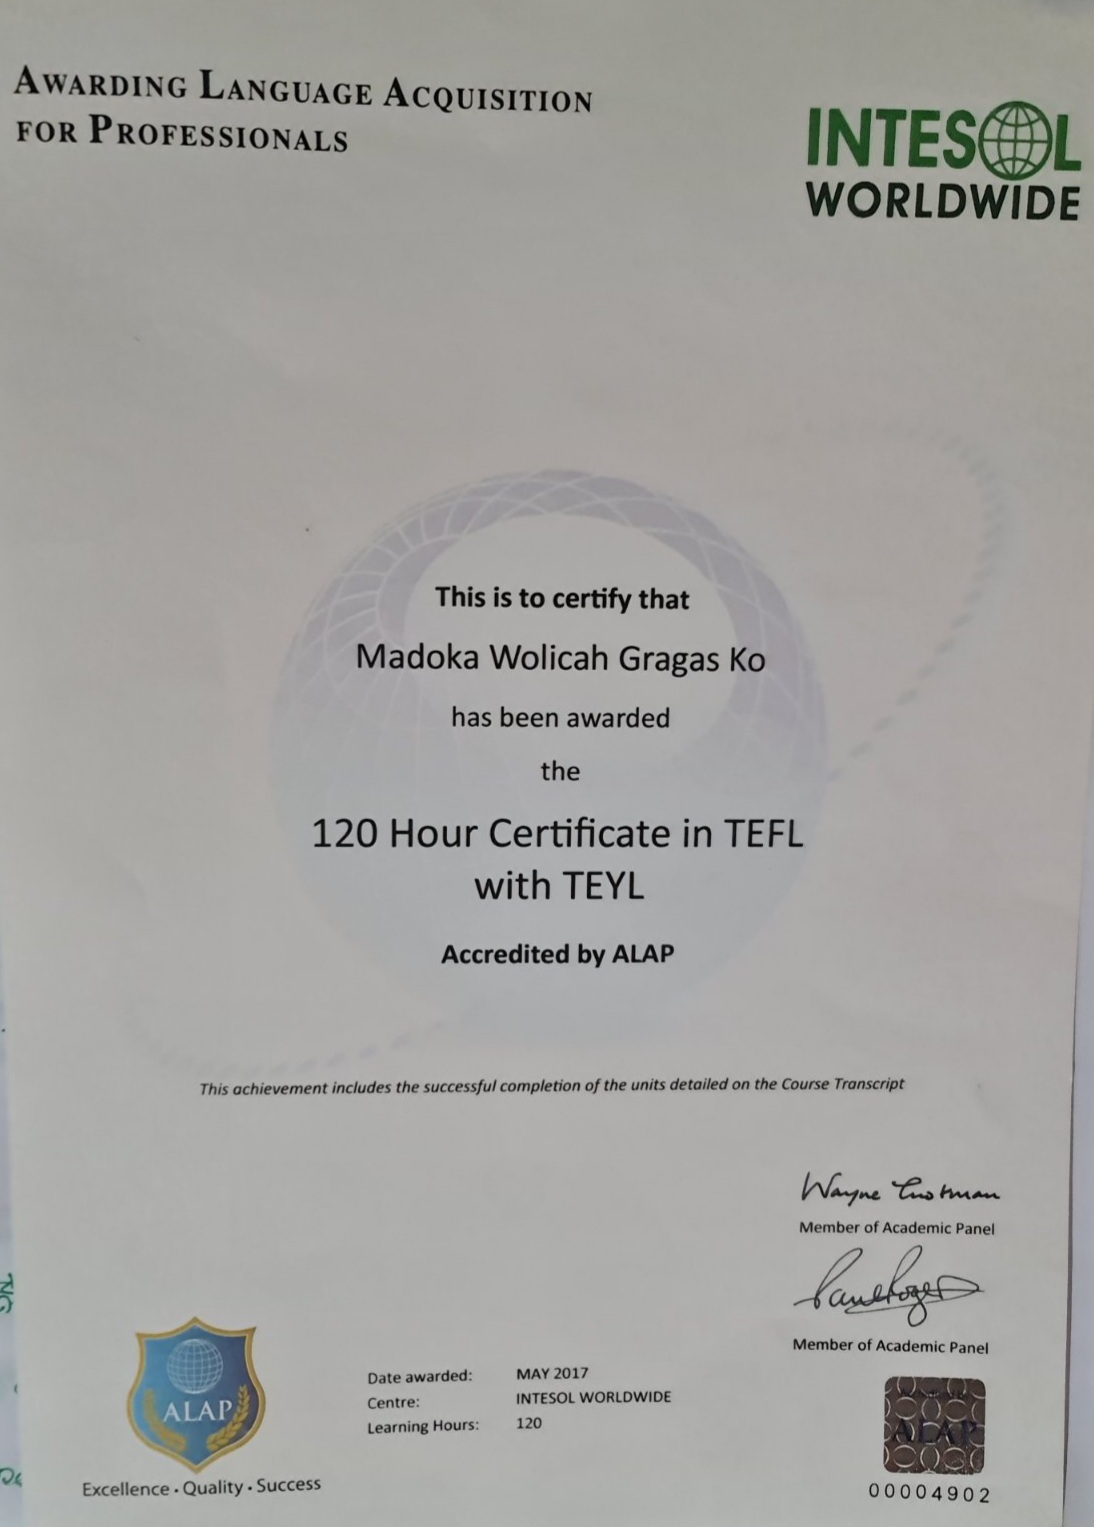 AWARDING LANGUAGE ACQUISITION
FOR PROFESSIONALS
INTESOL
WORLDWIDE
This is to certify that
Madoka Wolicah Gragas Ko
has been awarded
the
120 Hour Certificate in TEFL
with TEYL
Accredited by ALAP
This achievement includes the successful completion of the units detailed on the Course Transcript
Wayne
Member of Academic Panel
Member of Academic Panel
ALAP
Excellence · Quality · Success
Date awarded: MAY 2017
Centre: INTESOL WORLDWIDE
Learning Hours: 120
ALAP
00004902